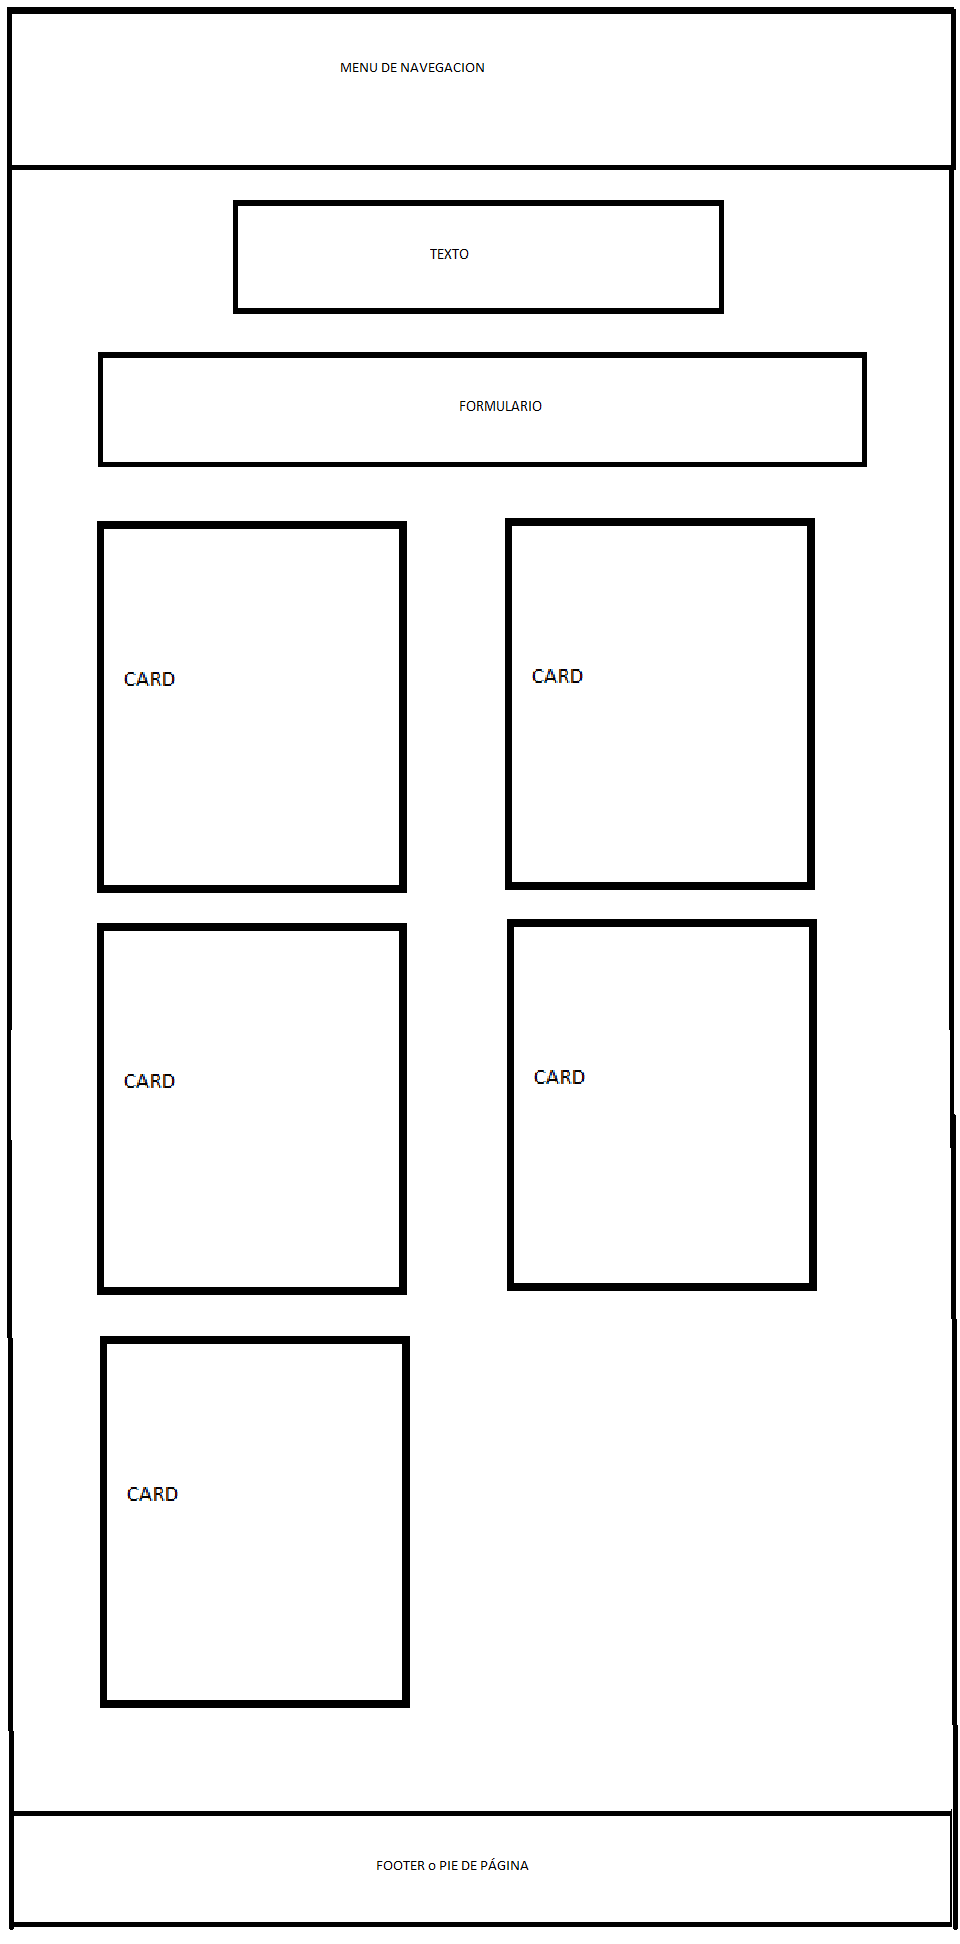 MENU DE NAVEGACION
TEXTO
FORMULARIO
CARD
CARD
CARD
CARD
CARD
FOOTER o PIE DE PÁGINA